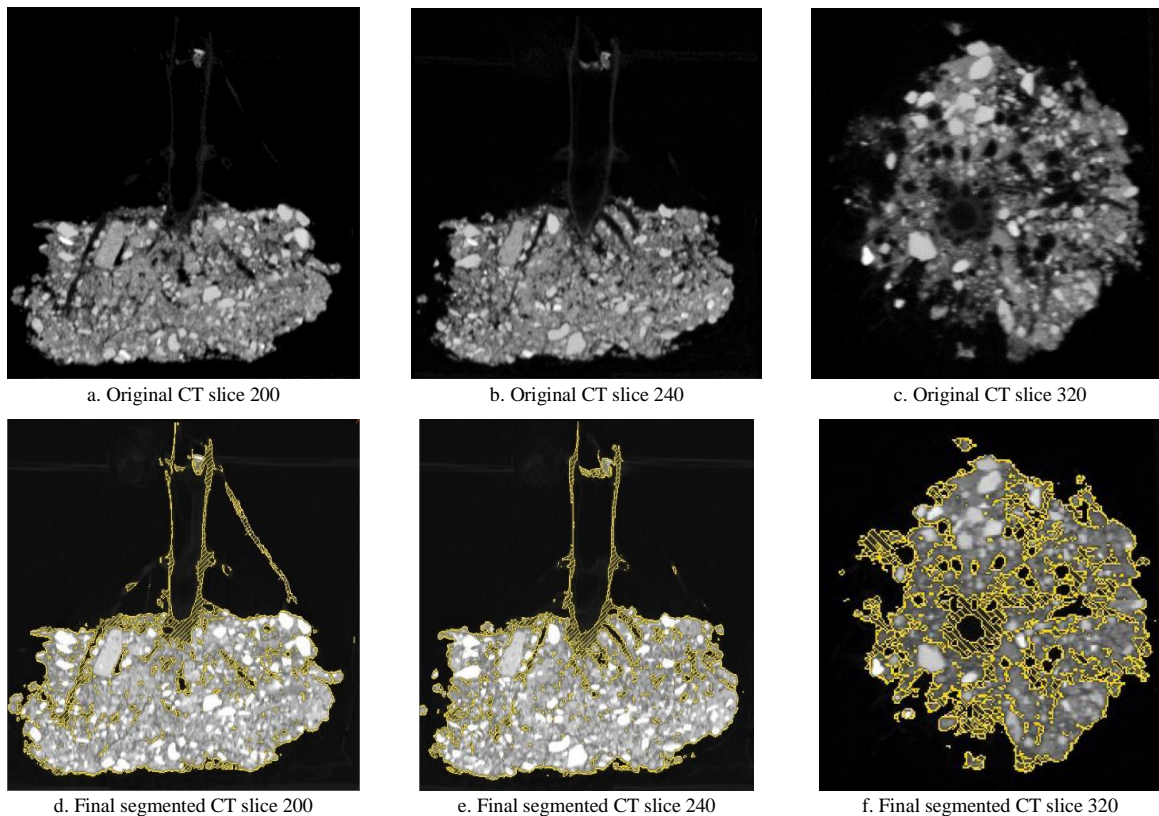 a. Original CT slice 200
b. Original CT slice 240
c. Original CT slice 320
d. Final segmented CT slice 200
e. Final segmented CT slice 240
f. Final segmented CT slice 320